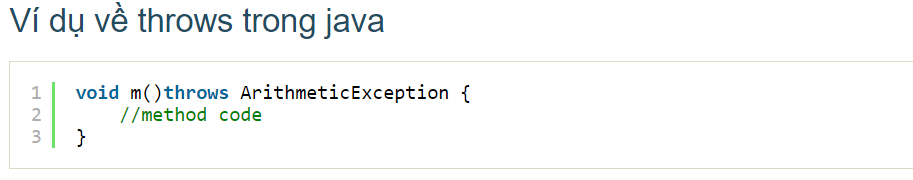 Ví dụ về throws trong java
1 void m()throws ArithmeticException {
2     //method code
3 }